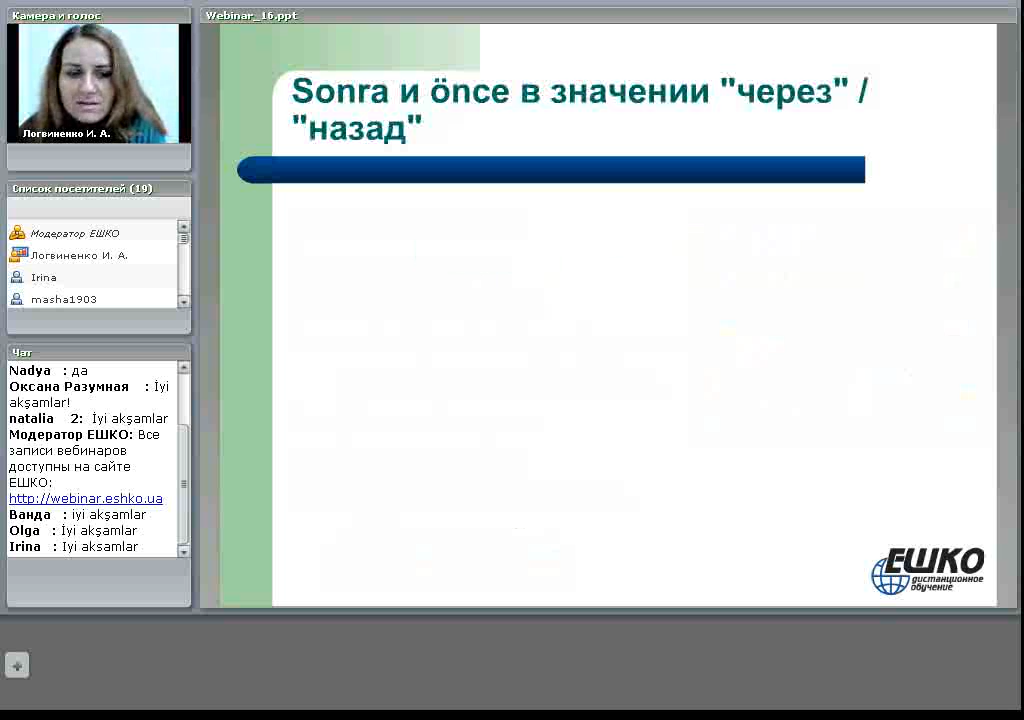 Камера и голос
Webinar_16.ppt
Логвиненко И. А.
Sonra и önce в значении "через" /
"назад"
Список посетителей (19)
Модератор ЕШКО
Логвиненко И. А.
Irina
masha1903
Чат
Nadya : да
Оксана Разумная : İyi
akşamlar!
natalia 2: İyi akşamlar
Модератор ЕШКО: Все
записи вебинаров
доступны на сайте
ЕШКО:
http://webinar.eshko.ua
Ванда : iyi akşamlar
Olga : İyi akşamlar
Irina : Iyi aksamlar
ЕШКО
дистанционное
обучение